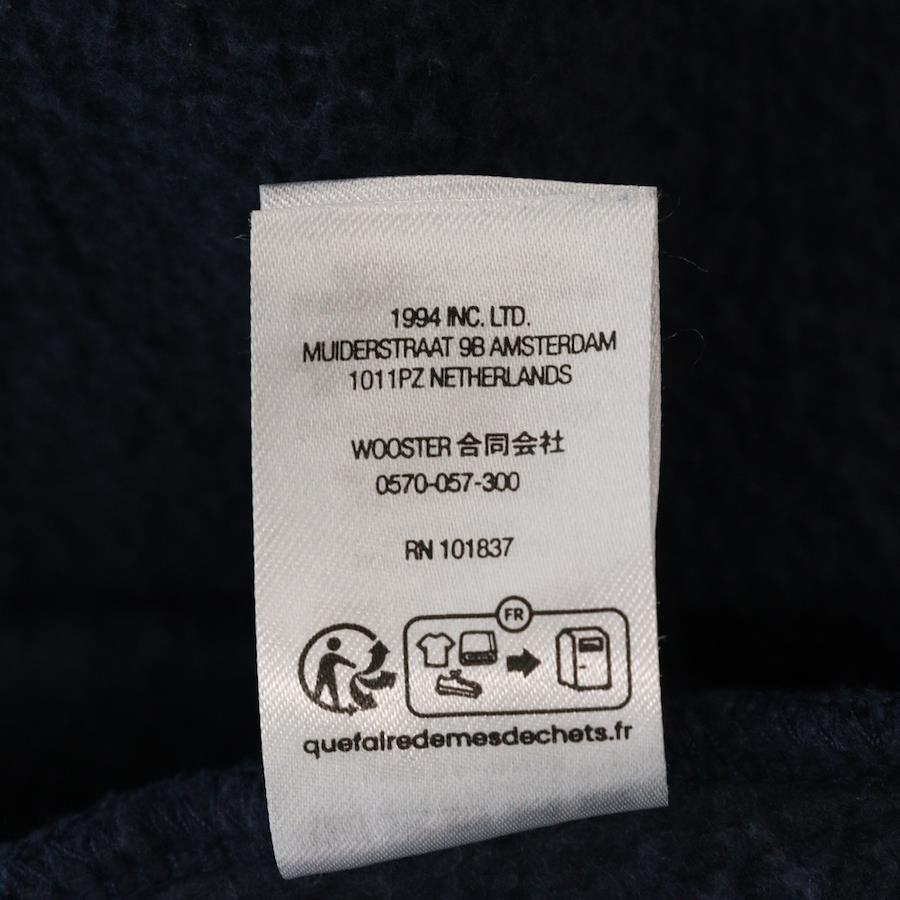 1994 INC. LTD.
MUIDERSTRAAT 9B AMSTERDAM
1011PZ NETHERLANDS
WOOSTER 合同会社
0570-057-300
RN 101837
FR
quefairedemesdechets.fr